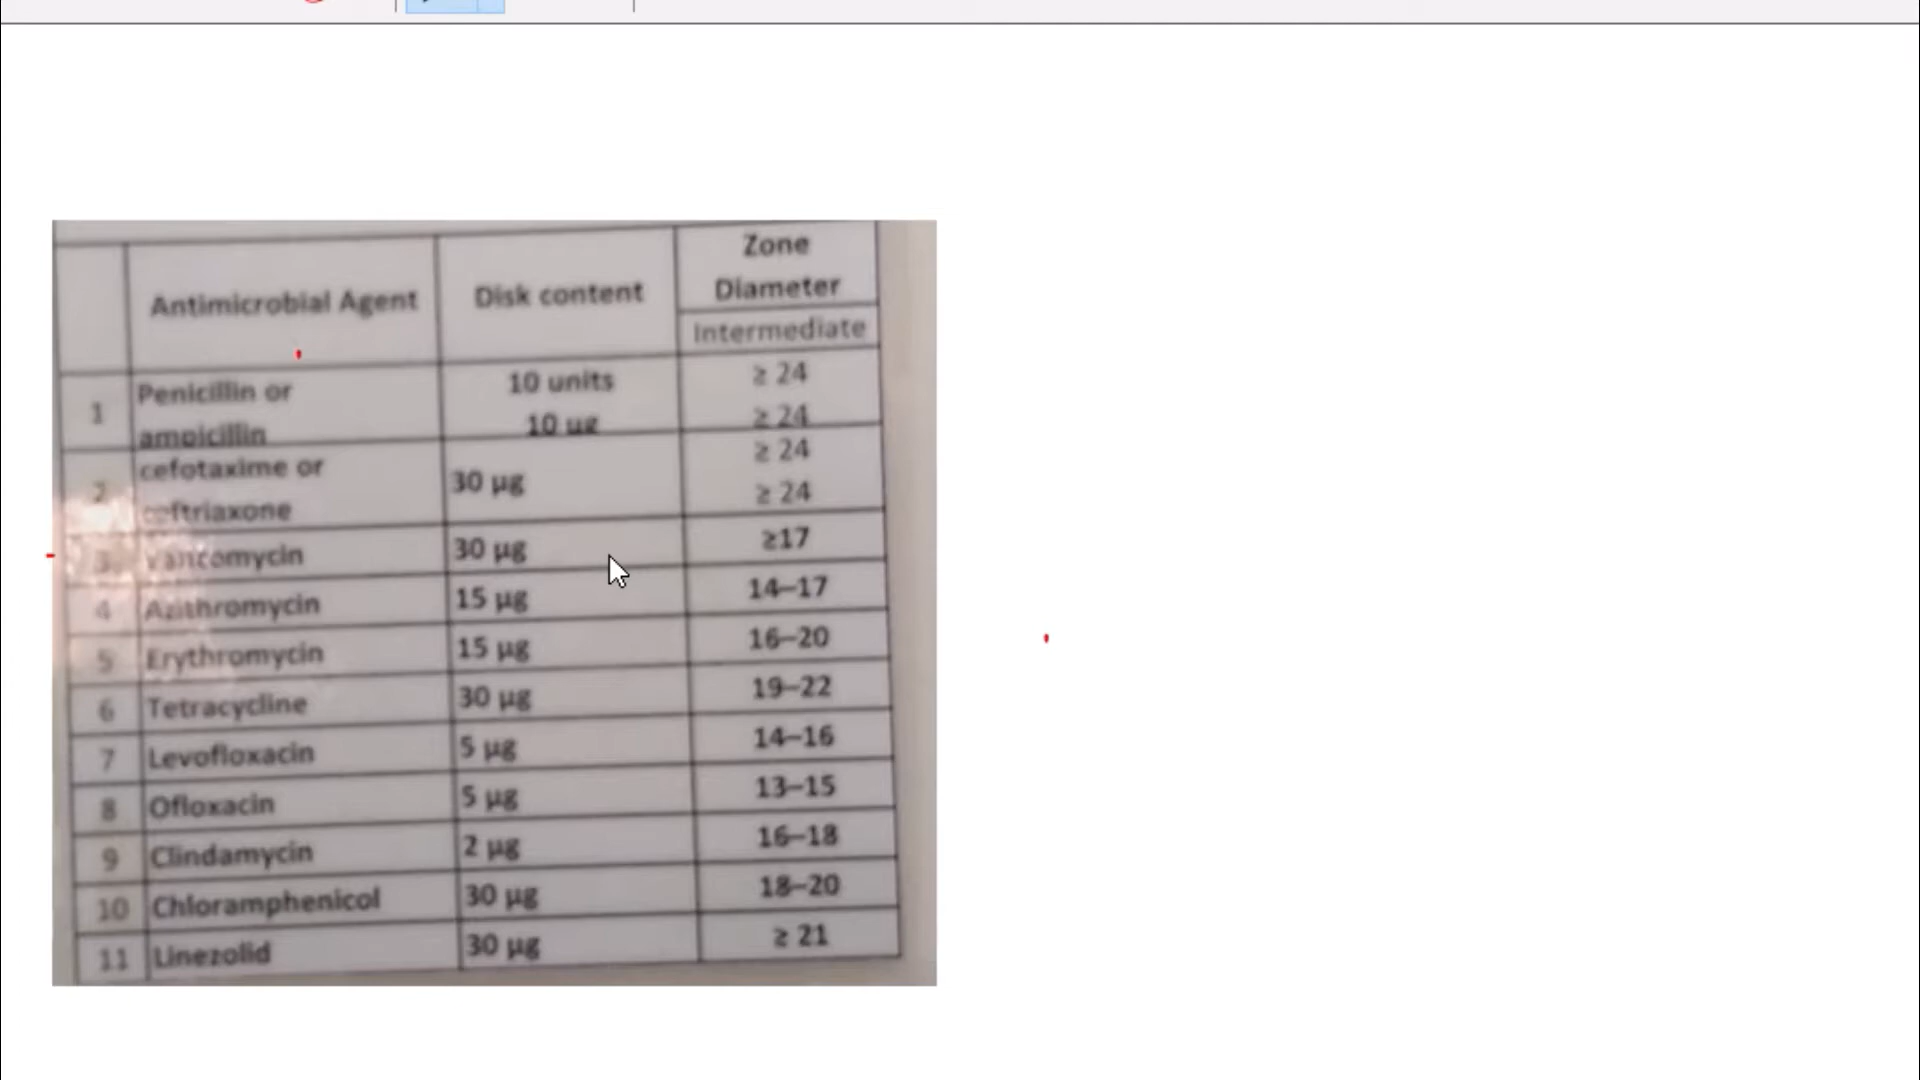 Antimicrobial Agent Disk content Zone Diameter
Intermediate
1 Penicillin or 10 units ≥ 24
ampicillin 10 µg ≥ 24
2 cefotaxime or 30 µg ≥ 24
ceftriaxone ≥ 24
3 Vancomycin 30 µg ≥17
4 Azithromycin 15 µg 14–17
5 Erythromycin 15 µg 16–20
6 Tetracycline 30 µg 19–22
7 Levofloxacin 5 µg 14–16
8 Ofloxacin 5 µg 13–15
9 Clindamycin 2 µg 16–18
10 Chloramphenicol 30 µg 18–20
11 Linezolid 30 µg ≥ 21